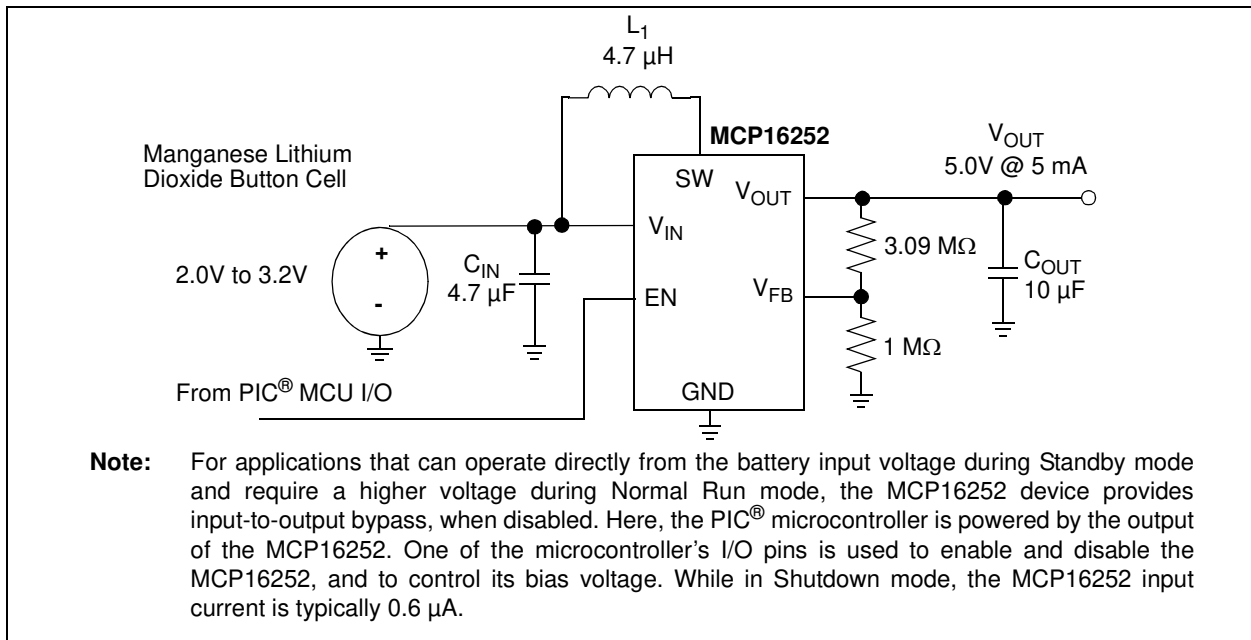 L1
4.7 µH
MCP16252
Manganese Lithium
Dioxide Button Cell
VOUT
5.0V @ 5 mA
SW
VOUT
VIN
+
3.09 MΩ
2.0V to 3.2V
CIN
4.7 µF
COUT
10 µF
-
EN
VFB
1 MΩ
From PIC® MCU I/O
GND
Note: For applications that can operate directly from the battery input voltage during Standby mode
and require a higher voltage during Normal Run mode, the MCP16252 device provides
input-to-output bypass, when disabled. Here, the PIC® microcontroller is powered by the output
of the MCP16252. One of the microcontroller's I/O pins is used to enable and disable the
MCP16252, and to control its bias voltage. While in Shutdown mode, the MCP16252 input
current is typically 0.6 µA.